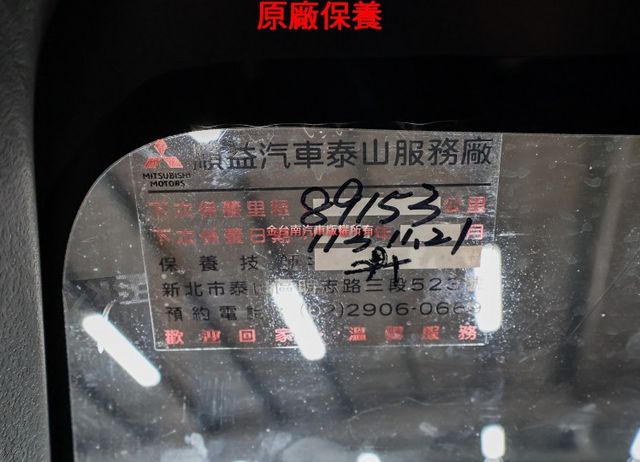 原廠保養
順益汽車泰山服務廠
MITSUBISHI
MOTORS
下次保養里程 89153 公里
下次保養日期 113.11.21 月
金台南汽車版權所有
保養技師:
新北市泰山區明志路三段523號
預約電話:(02)2906-0669
歡迎回家 溫馨服務